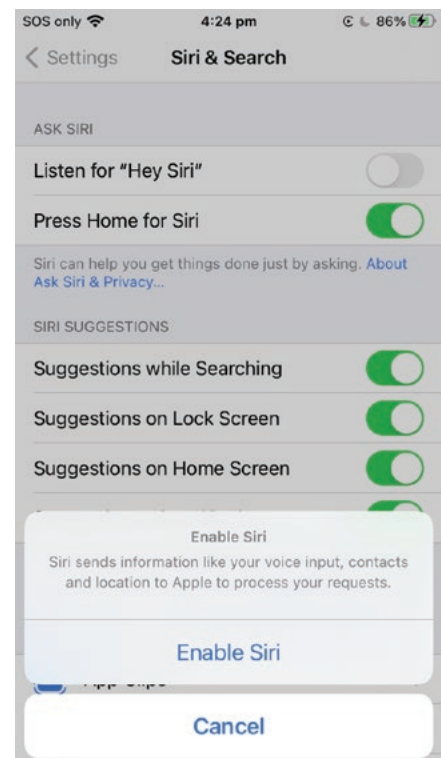 SOS only 4:24 pm 86%
Settings Siri & Search
ASK SIRI
Listen for “Hey Siri”
Press Home for Siri
Siri can help you get things done just by asking. About
Ask Siri & Privacy...
SIRI SUGGESTIONS
Suggestions while Searching
Suggestions on Lock Screen
Suggestions on Home Screen
Enable Siri
Siri sends information like your voice input, contacts
and location to Apple to process your requests.
Enable Siri
Cancel